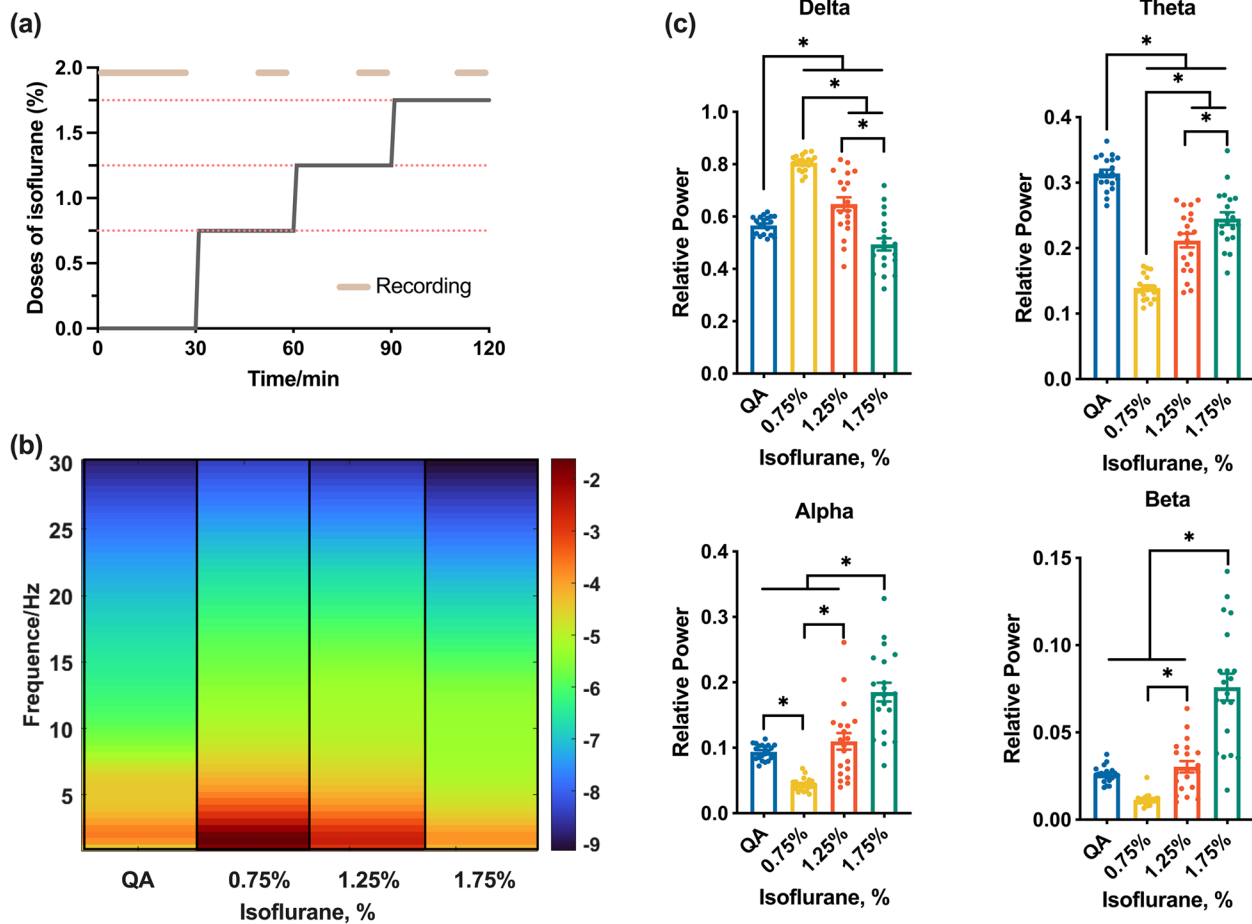 (a)
2.0
1.5
1.0
0.5
0.0
Doses of isoflurane (%)
Recording
0 30 60 90 120
Time/min
(b)
30
25
20
15
10
5
Frequence/Hz
-2
-3
-4
-5
-6
-7
-8
-9
QA 0.75% 1.25% 1.75%
Isoflurane, %
(c)
Delta
*
*
*
1.0
0.8
0.6
0.4
0.2
0.0
Relative Power
QA 0.75% 1.25% 1.75%
Isoflurane, %
Theta
*
*
*
0.4
0.3
0.2
0.1
0.0
Relative Power
QA 0.75% 1.25% 1.75%
Isoflurane, %
Alpha
*
*
*
0.4
0.3
0.2
0.1
0.0
Relative Power
QA 0.75% 1.25% 1.75%
Isoflurane, %
Beta
*
*
0.15
0.10
0.05
0.00
Relative Power
QA 0.75% 1.25% 1.75%
Isoflurane, %